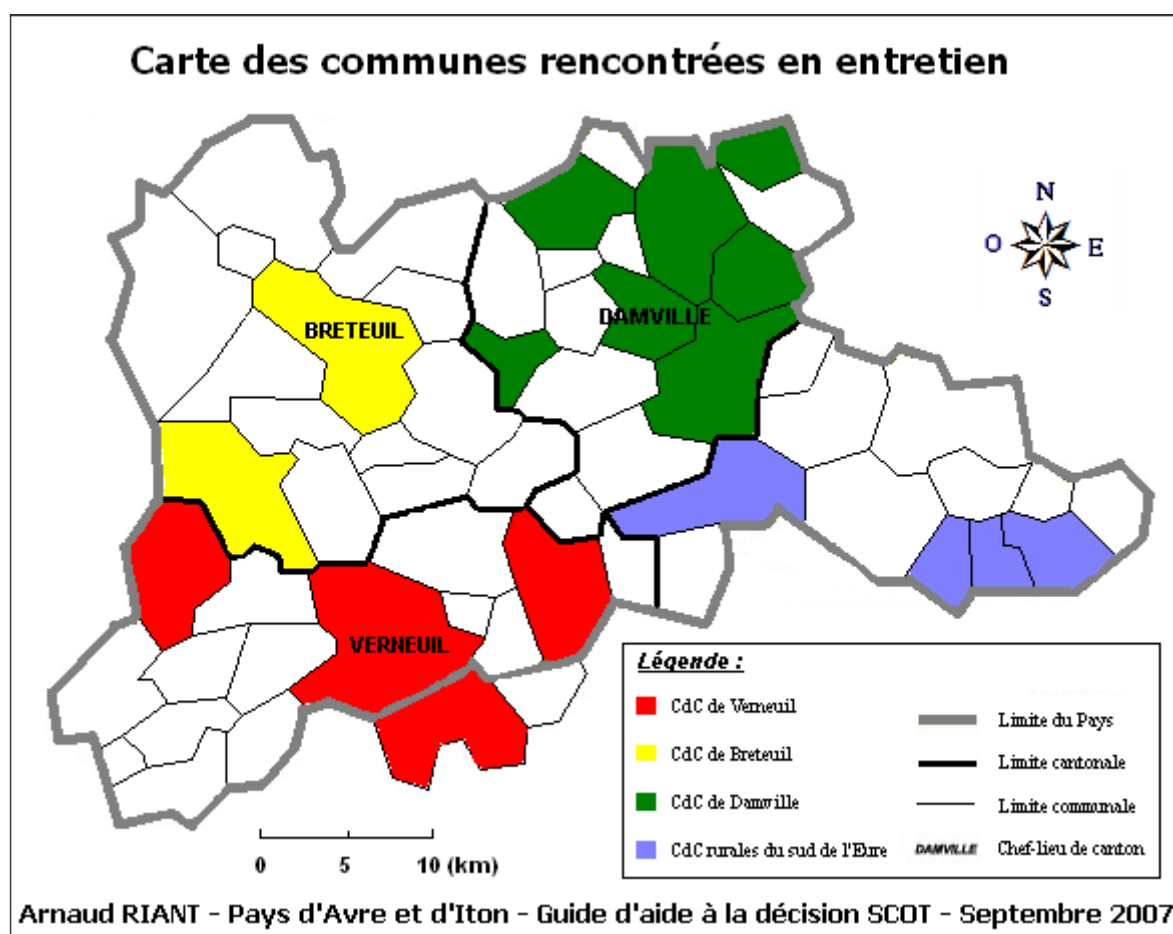 Carte des communes rencontrées en entretien
N
O
E
S
BRETEUIL
DAMVILLE
VERNEUIL
0 5 10 (km)
Légende :
CdC de Verneuil
CdC de Breteuil
CdC de Damville
CdC rurales du sud de l'Eure
Limite du Pays
Limite cantonale
Limite communale
DAMVILLE Chef-lieu de canton
Arnaud RIANT - Pays d'Avre et d'Iton - Guide d'aide à la décision SCOT - Septembre 2007